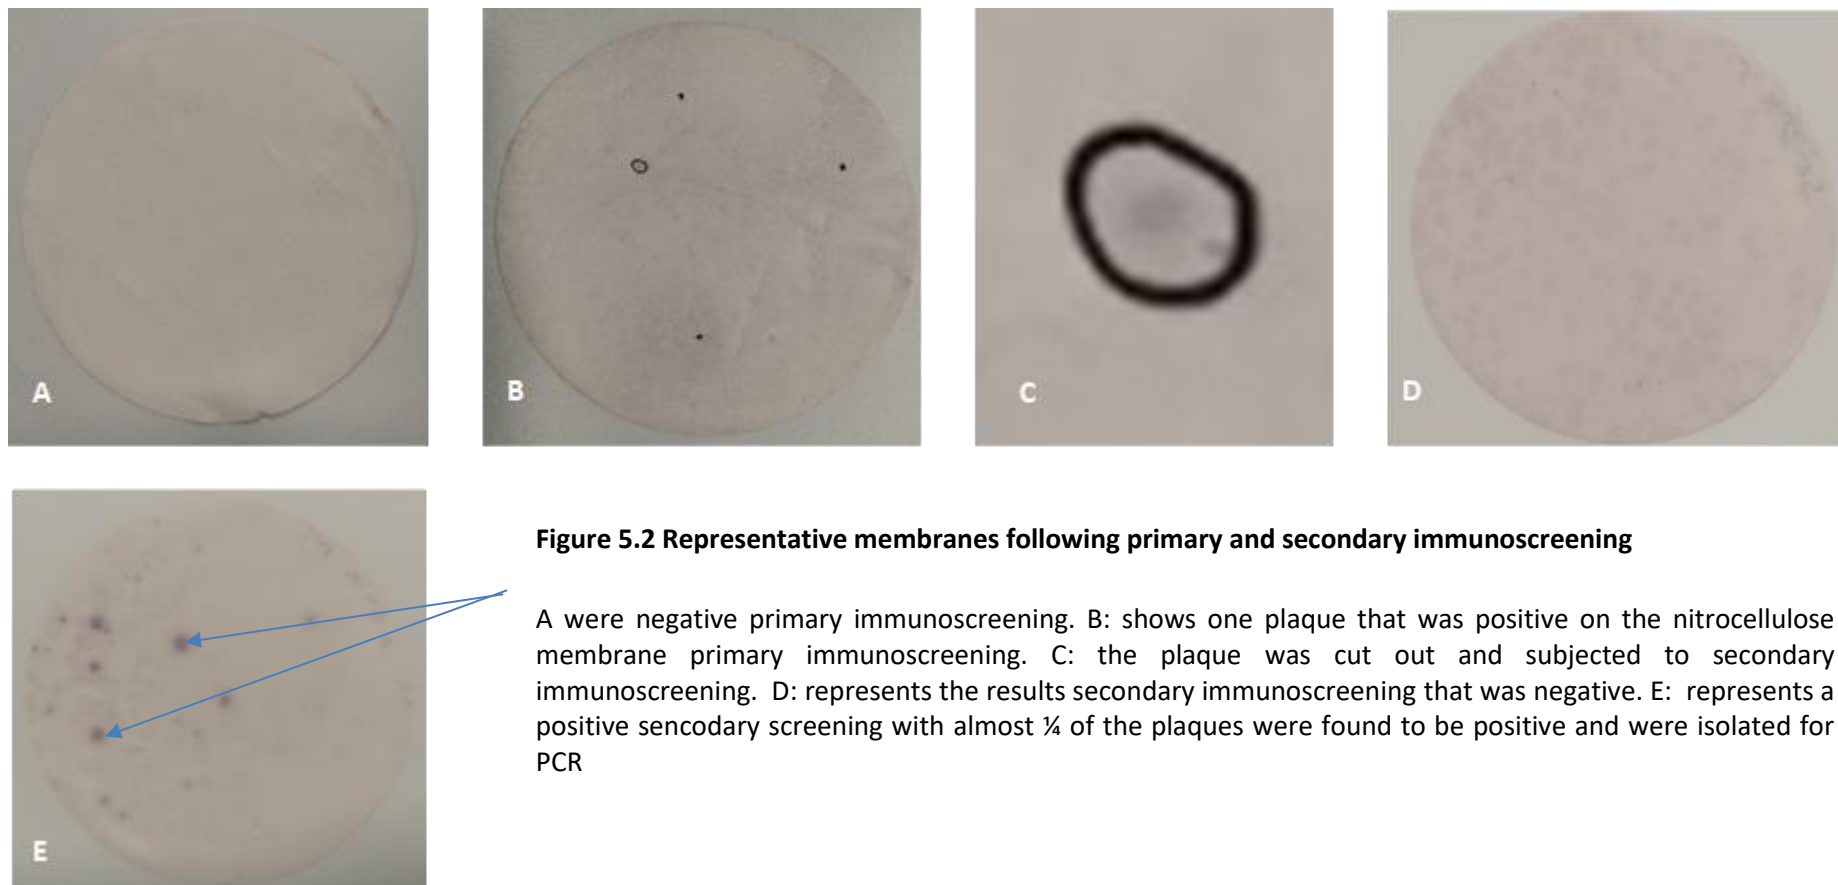 A
B
C
D
E
Figure 5.2 Representative membranes following primary and secondary immunoscreening
A were negative primary immunoscreening. B: shows one plaque that was positive on the nitrocellulose
membrane primary immunoscreening. C: the plaque was cut out and subjected to secondary
immunoscreening. D: represents the results secondary immunoscreening that was negative. E: represents a
positive sencodary screening with almost ¼ of the plaques were found to be positive and were isolated for
PCR